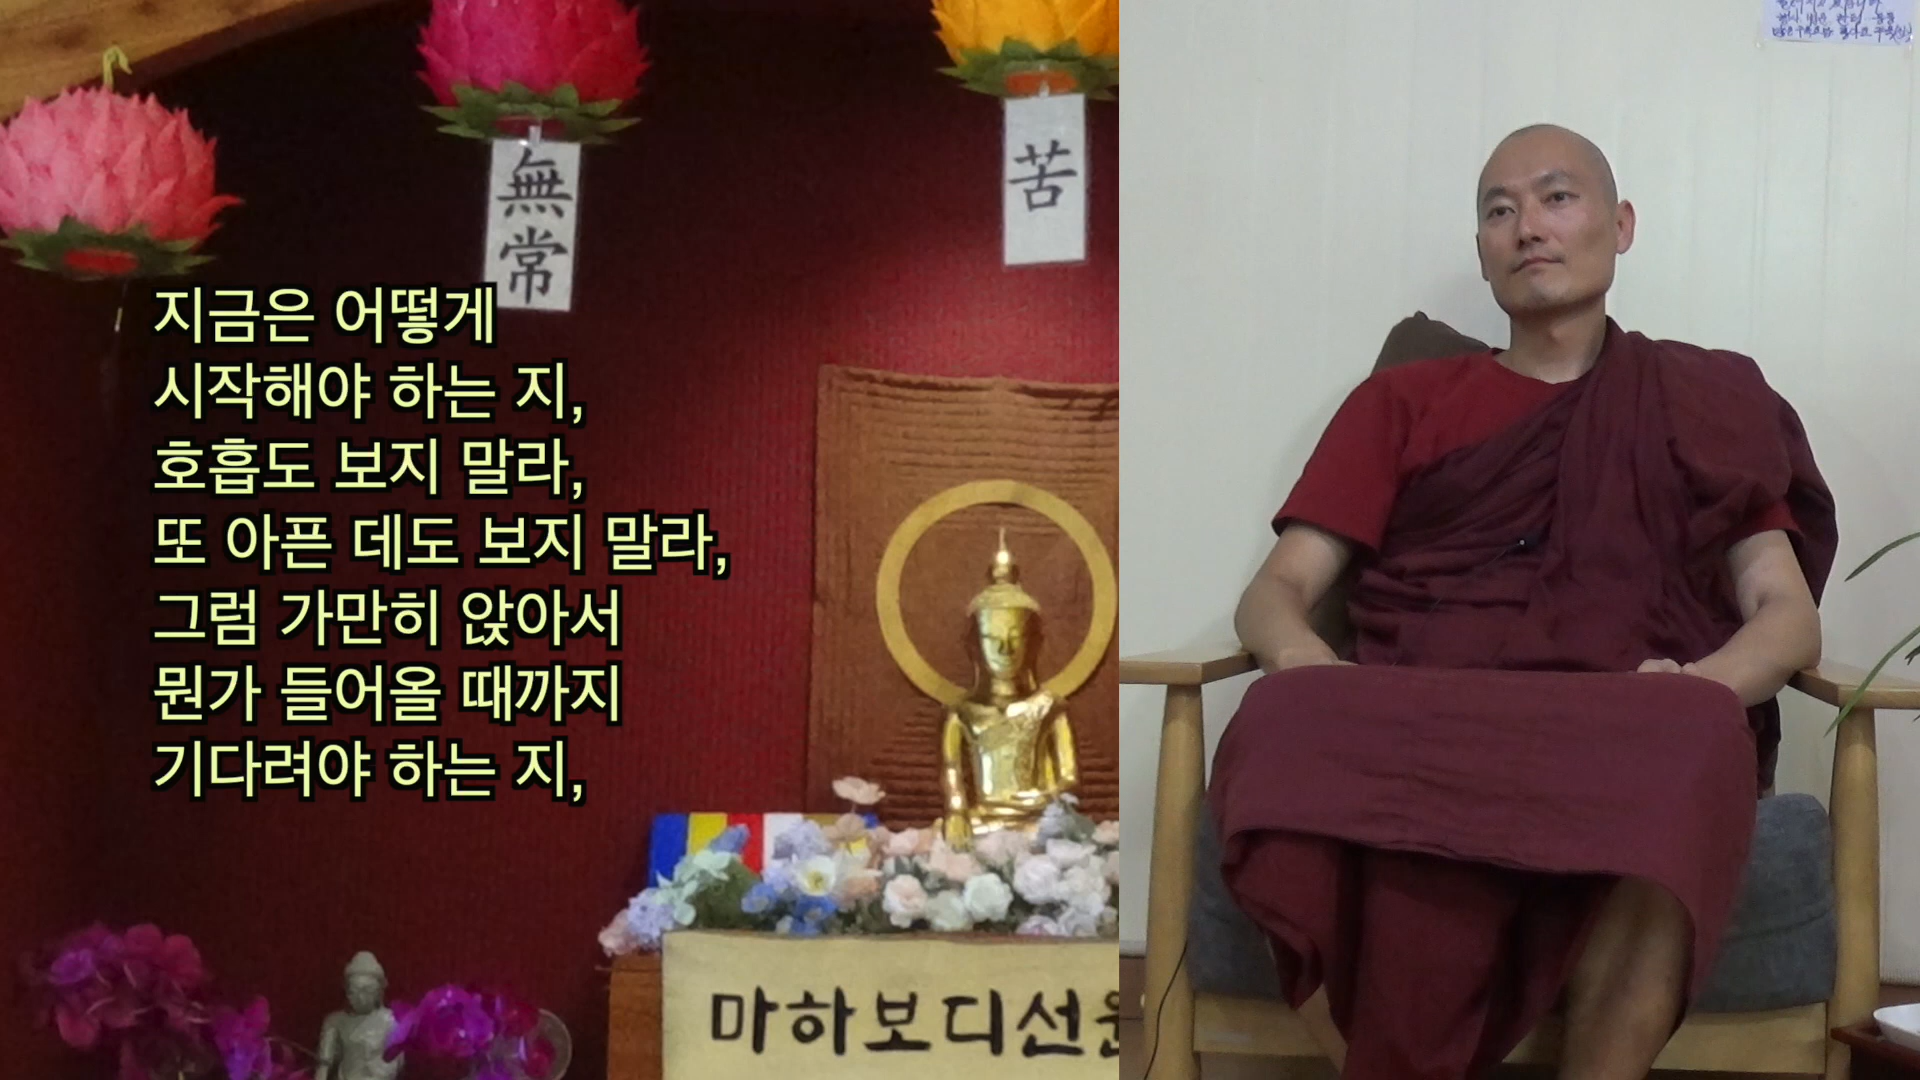 無
常
苦
지금은 어떻게
시작해야 하는 지,
호흡도 보지 말라,
또 아픈 데도 보지 말라,
그럼 가만히 앉아서
뭔가 들어올 때까지
기다려야 하는 지,
마하보디선원